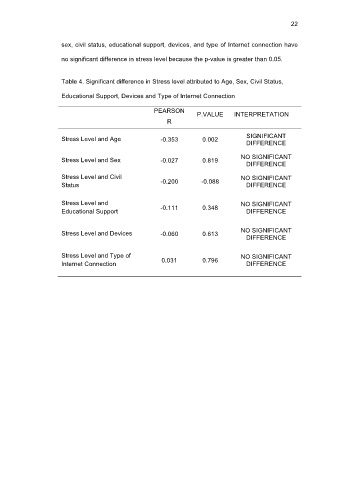 22
sex, civil status, educational support, devices, and type of Internet connection have
no significant difference in stress level because the p-value is greater than 0.05.
Table 4. Significant difference in Stress level attributed to Age, Sex, Civil Status,
Educational Support, Devices and Type of Internet Connection
PEARSON R P.VALUE INTERPRETATION
Stress Level and Age -0.353 0.002 SIGNIFICANT DIFFERENCE
Stress Level and Sex -0.027 0.819 NO SIGNIFICANT DIFFERENCE
Stress Level and Civil Status -0.200 -0.088 NO SIGNIFICANT DIFFERENCE
Stress Level and Educational Support -0.111 0.348 NO SIGNIFICANT DIFFERENCE
Stress Level and Devices -0.060 0.613 NO SIGNIFICANT DIFFERENCE
Stress Level and Type of Internet Connection 0.031 0.796 NO SIGNIFICANT DIFFERENCE